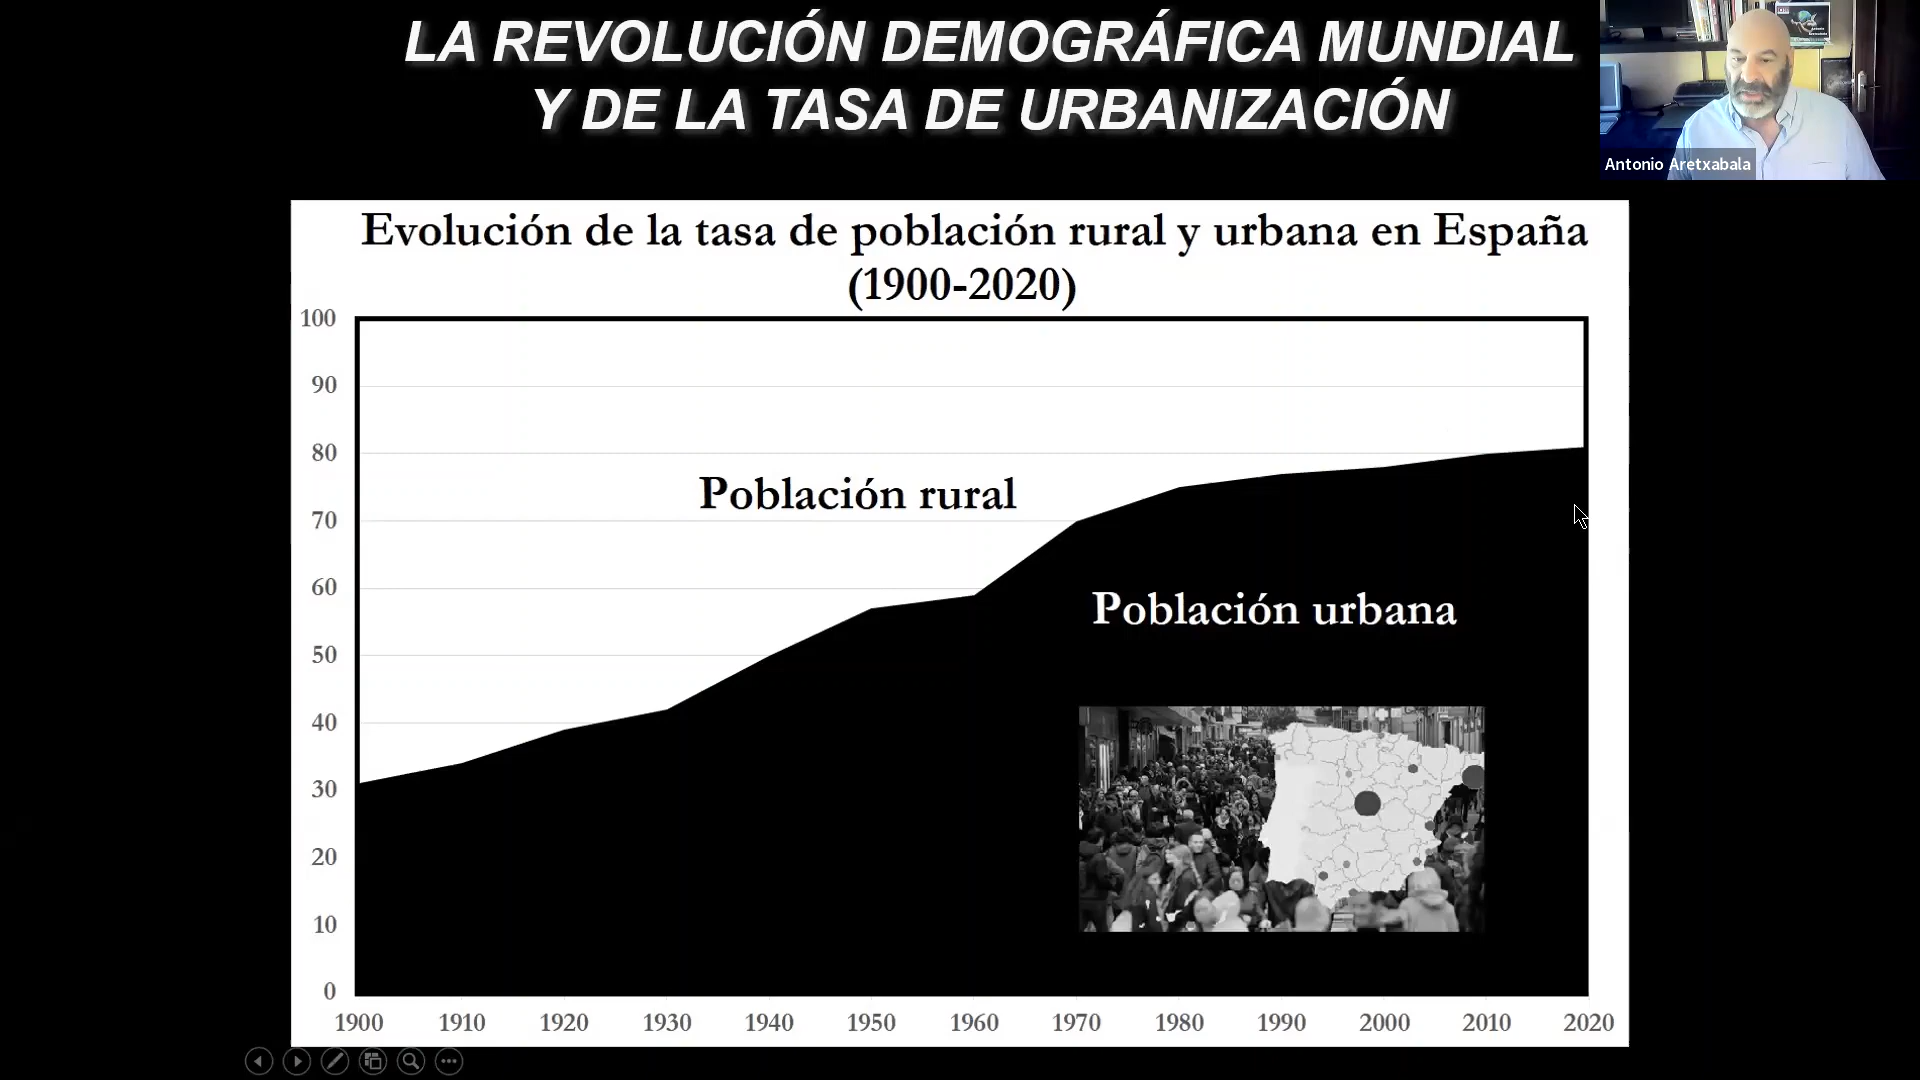 LA REVOLUCIÓN DEMOGRÁFICA MUNDIAL
Y DE LA TASA DE URBANIZACIÓN
Antonio Aretxabala
Evolución de la tasa de población rural y urbana en España
(1900-2020)
100
90
80
Población rural
70
60
Población urbana
50
40
30
20
10
0
1900 1910 1920 1930 1940 1950 1960 1970 1980 1990 2000 2010 2020